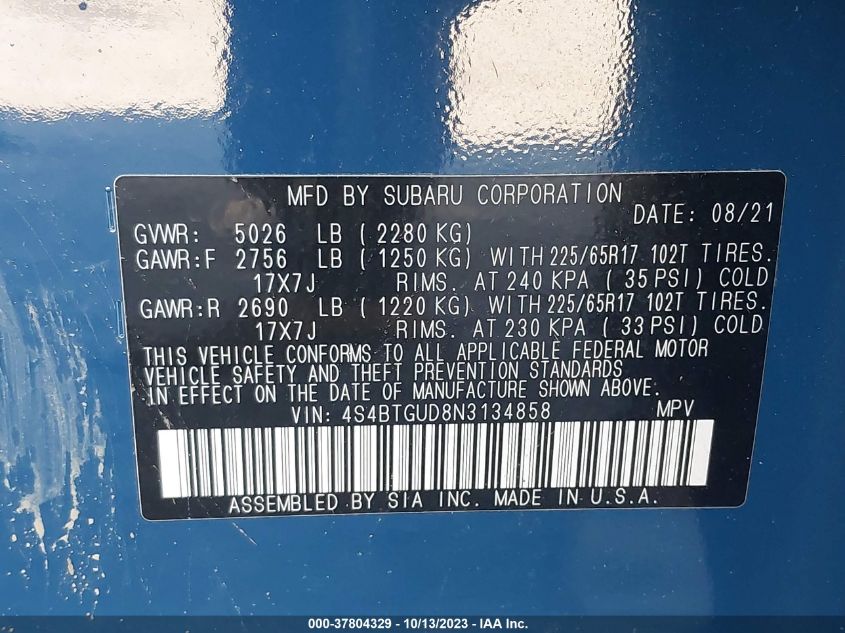 MFD BY SUBARU CORPORATION
DATE: 08/21
GVWR: 5026 LB ( 2280 KG)
GAWR:F 2756 LB ( 1250 KG) WITH 225/65R17 102T TIRES.
17X7J RIMS. AT 240 KPA ( 35 PSI) COLD
GAWR:R 2690 LB ( 1220 KG) WITH 225/65R17 102T TIRES.
17X7J RIMS. AT 230 KPA ( 33 PSI) COLD
THIS VEHICLE CONFORMS TO ALL APPLICABLE FEDERAL MOTOR
VEHICLE SAFETY AND THEFT PREVENTION STANDARDS
IN EFFECT ON THE DATE OF MANUFACTURE SHOWN ABOVE.
VIN: 4S4BTGUD8N3134858 MPV
ASSEMBLED BY SIA INC. MADE IN U.S.A.
000-37804329 - 10/13/2023 - IAA Inc.